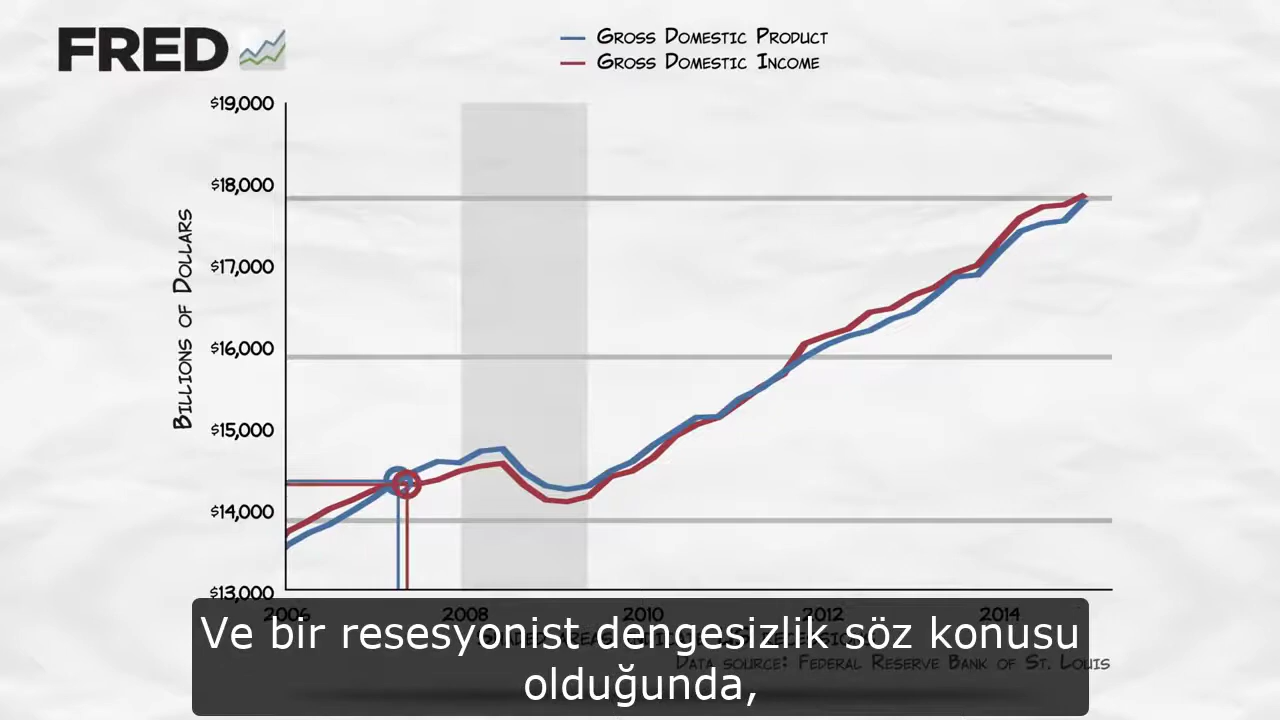 FRED
GROSS DOMESTIC PRODUCT
GROSS DOMESTIC INCOME
$19,000
$18,000
$17,000
$16,000
$15,000
$14,000
$13,000
BILLIONS OF DOLLARS
2006 2008 2010 2012 2014
DATA SOURCE: FEDERAL RESERVE BANK OF ST. LOUIS
Ve bir resesyonist dengesizlik söz konusu
olduğunda,